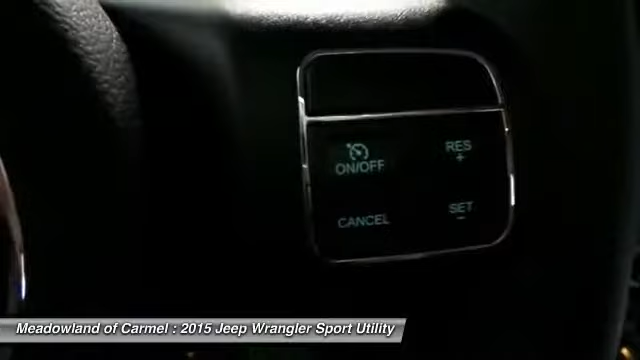 ON/OFF
RES
+
CANCEL
SET
-
Meadowland of Carmel : 2015 Jeep Wrangler Sport Utility